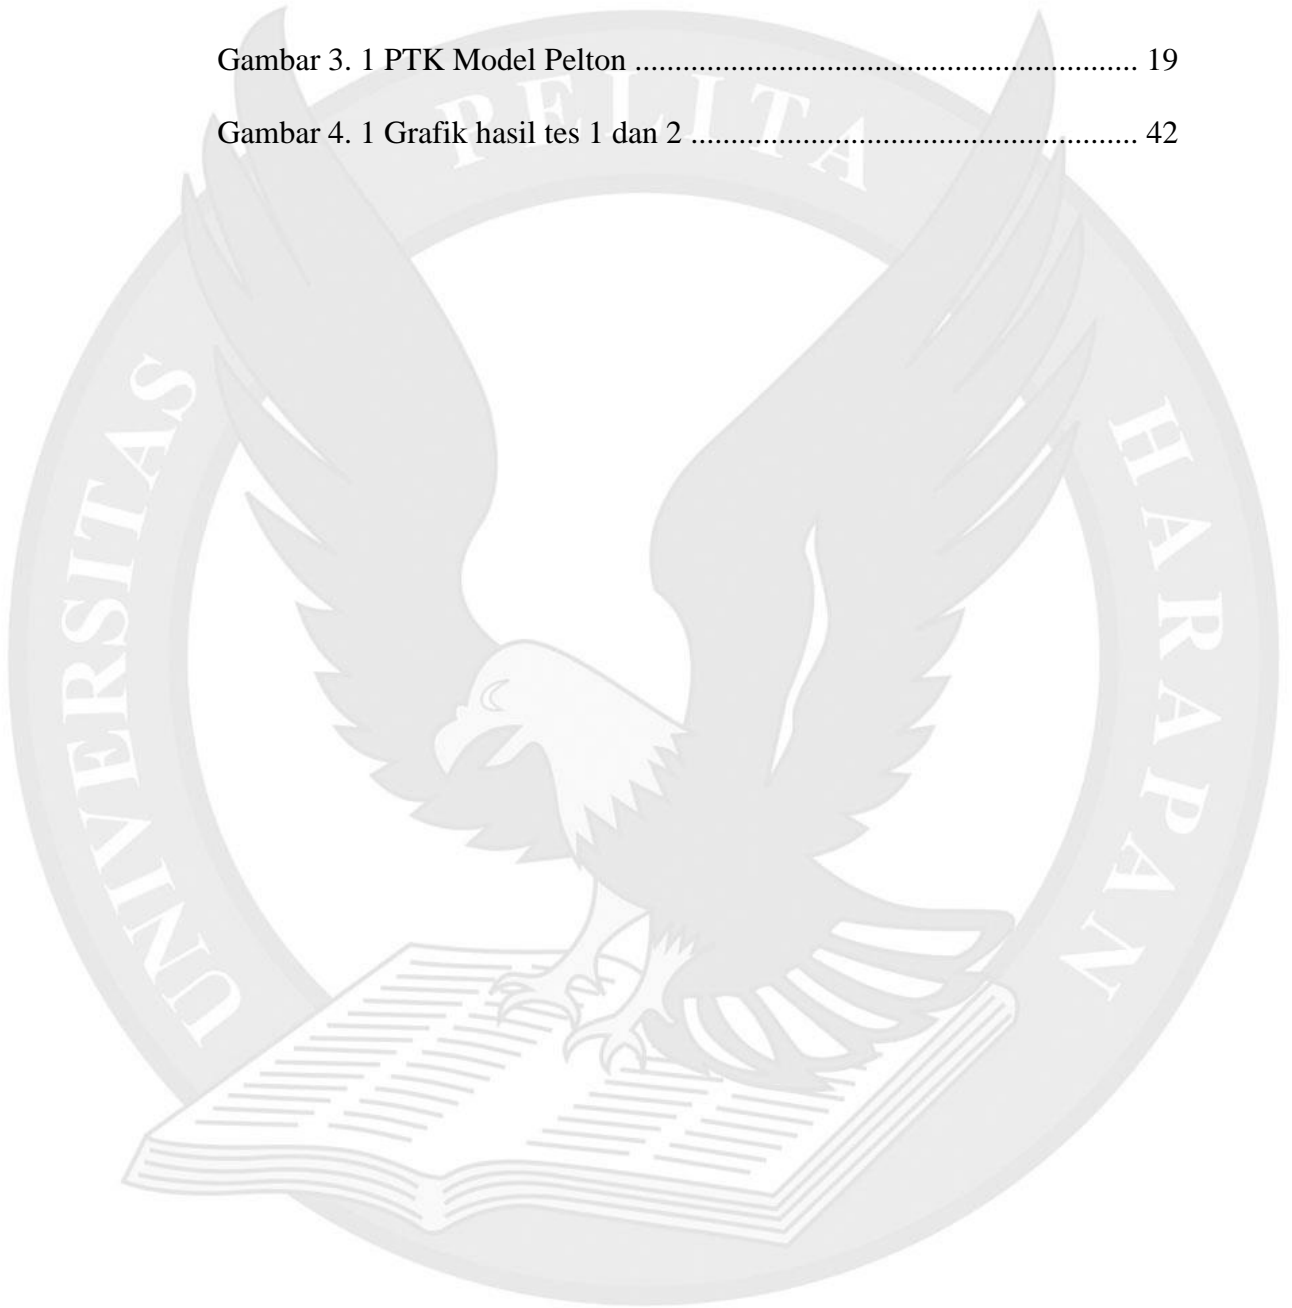 Gambar 3. 1 PTK Model Pelton ............................................................... 19
Gambar 4. 1 Grafik hasil tes 1 dan 2 ........................................................ 42
UNIVERSITAS PELITA HARAPAN